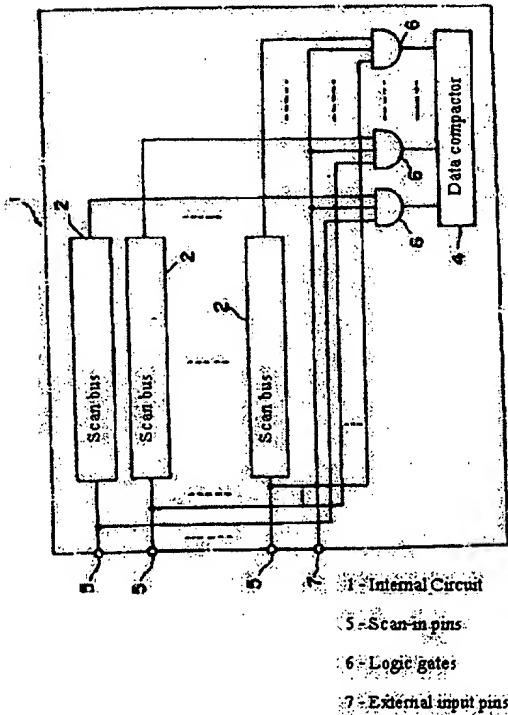 1
2
Scan bus
2
Scan bus
2
Scan bus
6
6
6
Data compactor
4
5
5
5
7
1 - Internal Circuit
5 - Scan-in pins
6 - Logic gates
7 - External input pins